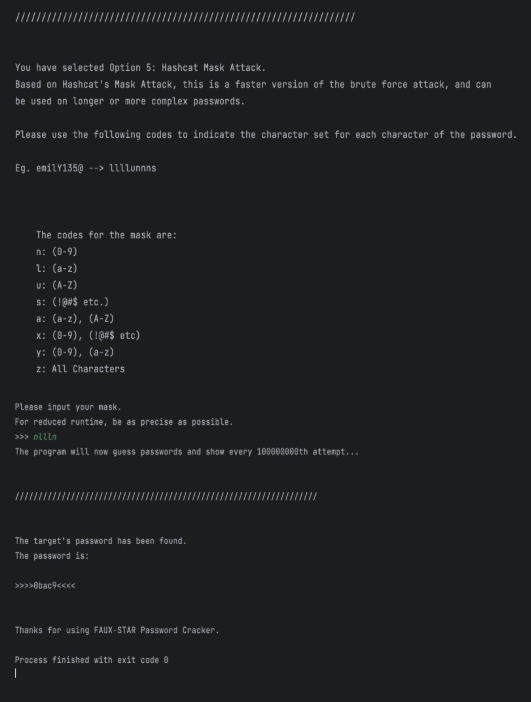 /////////////////////////////////////////////////////////////////
You have selected Option 5: Hashcat Mask Attack.
Based on Hashcat's Mask Attack, this is a faster version of the brute force attack, and can
be used on longer or more complex passwords.
Please use the following codes to indicate the character set for each character of the password.
Eg. emilY135@ --> llllunnns
The codes for the mask are:
n: (0-9)
l: (a-z)
u: (A-Z)
s: (!@#$ etc.)
a: (a-z), (A-Z)
x: (0-9), (!@#$ etc)
y: (0-9), (a-z)
z: All Characters
Please input your mask.
For reduced runtime, be as precise as possible.
>>> nllln
The program will now guess passwords and show every 100000000th attempt...
/////////////////////////////////////////////////////////////////
The target's password has been found.
The password is:
>>>>0bac9<<<<
Thanks for using FAUX-STAR Password Cracker.
Process finished with exit code 0